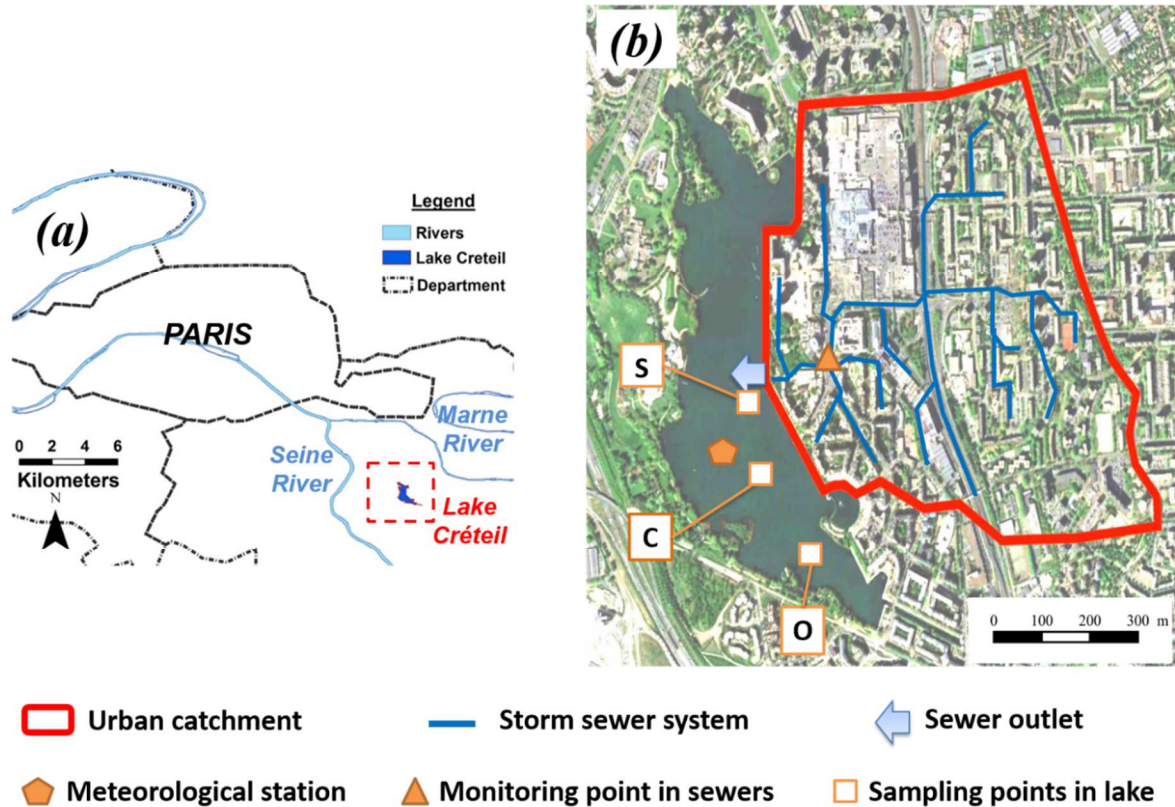 (a)
Legend
Rivers
Lake Creteil
Department
PARIS
Marne
River
Seine
River
Lake
Créteil
0 2 4 6
Kilometers
N
(b)
S
C
O
0 100 200 300 m
Urban catchment
Storm sewer system
Sewer outlet
Meteorological station
Monitoring point in sewers
Sampling points in lake